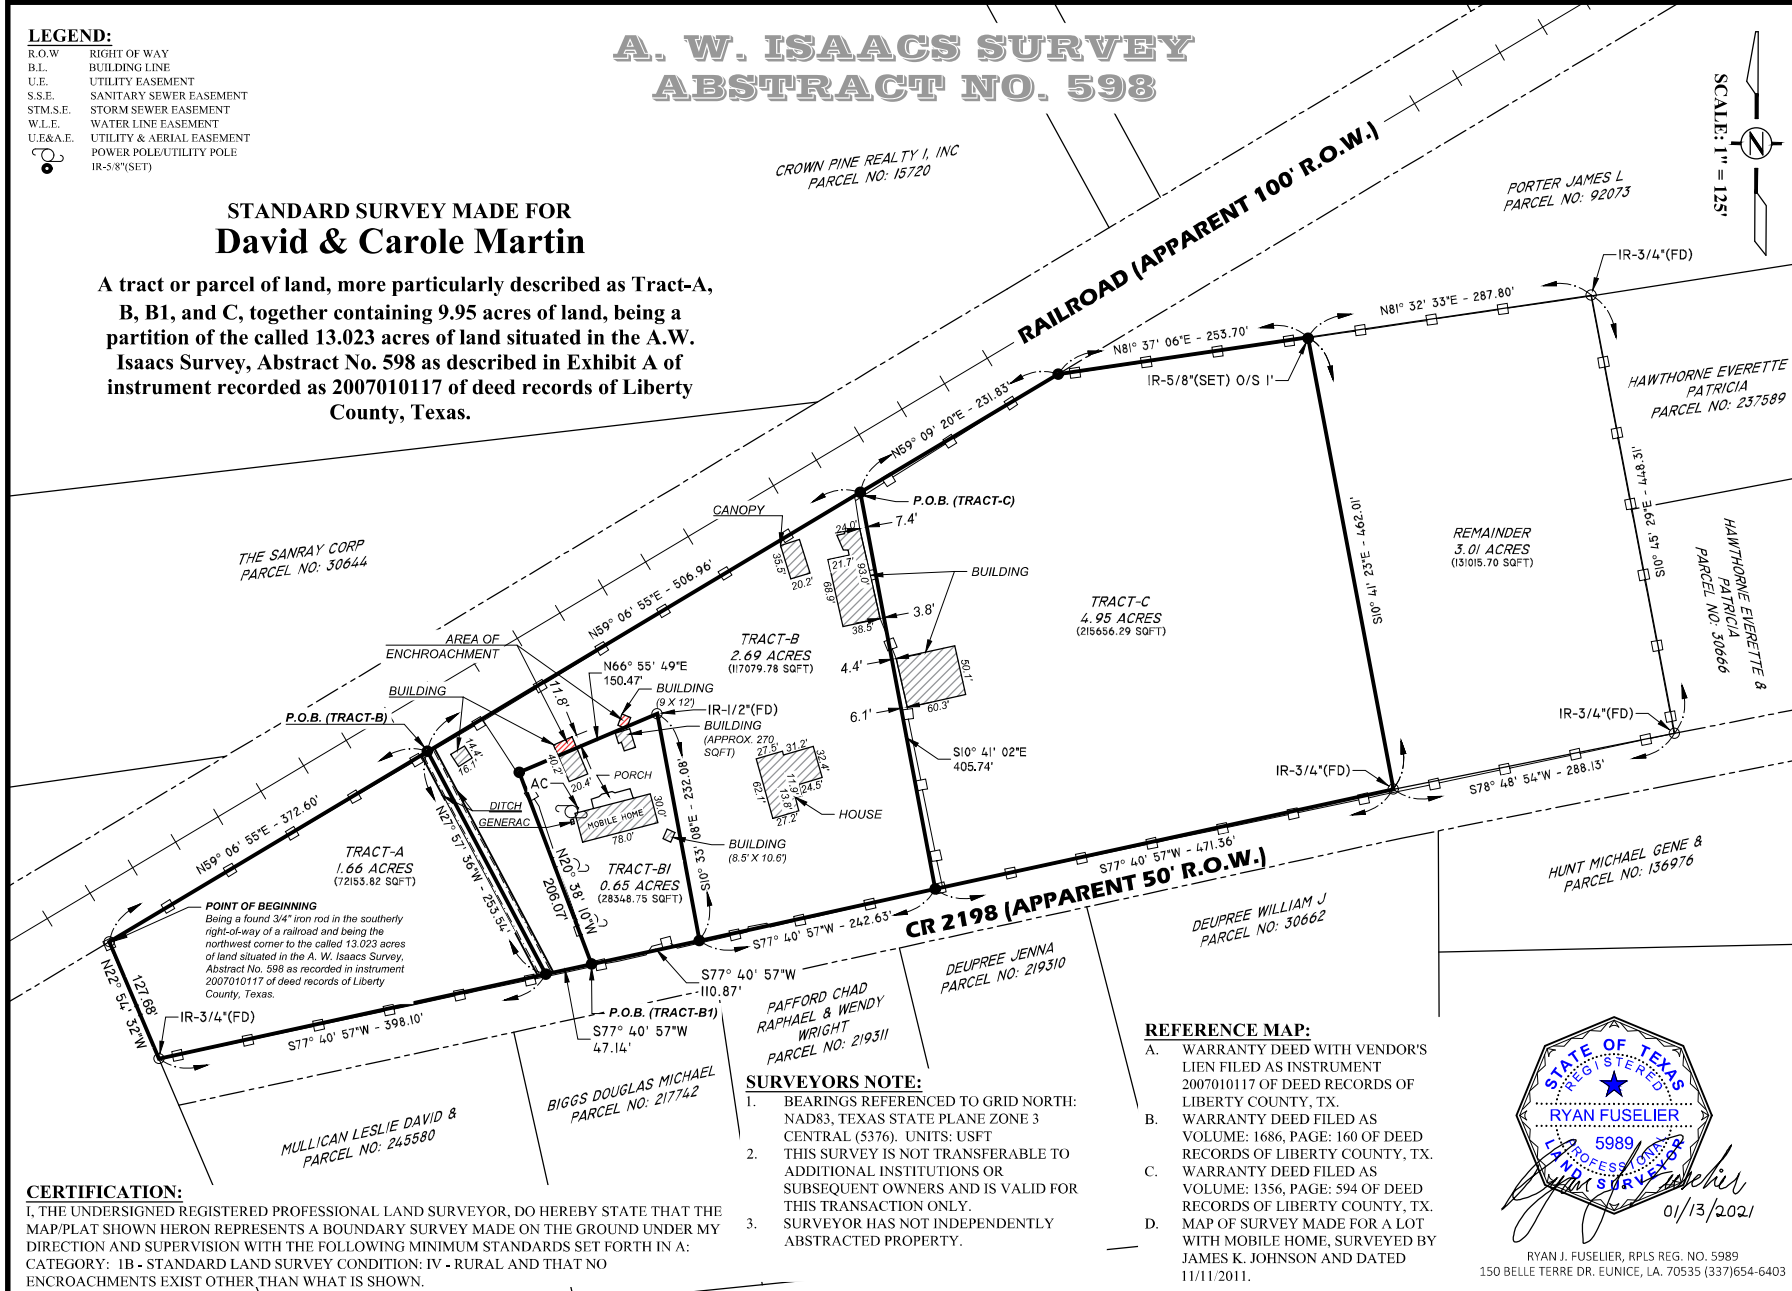 A. W. ISAACS SURVEY
ABSTRACT NO. 598
LEGEND:
R.O.W RIGHT OF WAY
B.L. BUILDING LINE
U.E. UTILITY EASEMENT
S.S.E. SANITARY SEWER EASEMENT
STM.S.E. STORM SEWER EASEMENT
W.L.E. WATER LINE EASEMENT
U.E&A.E. UTILITY & AERIAL EASEMENT
POWER POLE/UTILITY POLE
IR-5/8"(SET)
STANDARD SURVEY MADE FOR
David & Carole Martin
A tract or parcel of land, more particularly described as Tract-A,
B, B1, and C, together containing 9.95 acres of land, being a
partition of the called 13.023 acres of land situated in the A.W.
Isaacs Survey, Abstract No. 598 as described in Exhibit A of
instrument recorded as 2007010117 of deed records of Liberty
County, Texas.
SCALE: 1" = 125'
N
CROWN PINE REALTY I, INC
PARCEL NO: 15720
RAILROAD (APPARENT 100' R.O.W.)
PORTER JAMES L
PARCEL NO: 92073
IR-3/4"(FD)
N81° 32' 33"E - 287.80'
N81° 37' 06"E - 253.70'
IR-5/8"(SET) O/S 1'
HAWTHORNE EVERETTE
PATRICIA
PARCEL NO: 237589
N59° 09' 20"E - 231.83'
P.O.B. (TRACT-C)
S10° 45' 29"E - 448.31'
S10° 41' 23"E - 462.01'
REMAINDER
3.01 ACRES
(131015.70 SQFT)
HAWTHORNE EVERETTE &
PATRICIA
PARCEL NO: 30666
THE SANRAY CORP
PARCEL NO: 30644
CANOPY
35.5'
20.2'
24.0'
7.4'
21.7'
93.0'
68.9'
38.5'
BUILDING
3.8'
4.4'
50.1'
60.3'
6.1'
TRACT-C
4.95 ACRES
(215656.29 SQFT)
N59° 06' 55"E - 506.96'
TRACT-B
2.69 ACRES
(117079.78 SQFT)
AREA OF
ENCHROACHMENT
N66° 55' 49"E
150.47'
11.8'
BUILDING
BUILDING
(9 X 12')
IR-1/2"(FD)
BUILDING
(APPROX. 270
SQFT)
P.O.B. (TRACT-B)
14.4'
16.1'
40.2'
20.4'
AC
PORCH
DITCH
GENERAC
MOBILE HOME
30.0'
78.0'
27.5'
31.2'
32.4'
62.1'
11.9'
13.8'
24.5'
27.2'
HOUSE
S10° 41' 02"E
405.74'
IR-3/4"(FD)
IR-3/4"(FD)
S78° 48' 54"W - 288.13'
S10° 33' 08"E - 232.08'
BUILDING
(8.5' X 10.6')
N59° 06' 55"E - 372.60'
TRACT-A
1.66 ACRES
(72153.82 SQFT)
N27° 57' 36"W - 253.54'
N20° 38' 10"W
206.07'
TRACT-B1
0.65 ACRES
(28348.75 SQFT)
S77° 40' 57"W - 471.36'
CR 2198 (APPARENT 50' R.O.W.)
S77° 40' 57"W - 242.63'
POINT OF BEGINNING
Being a found 3/4" iron rod in the southerly
right-of-way of a railroad and being the
northwest corner to the called 13.023 acres
of land situated in the A. W. Isaacs Survey,
Abstract No. 598 as recorded in instrument
2007010117 of deed records of Liberty
County, Texas.
N22° 54' 32"W
127.68'
IR-3/4"(FD)
S77° 40' 57"W - 398.10'
S77° 40' 57"W
110.87'
P.O.B. (TRACT-B1)
S77° 40' 57"W
47.14'
HUNT MICHAEL GENE &
PARCEL NO: 136976
DEUPREE WILLIAM J
PARCEL NO: 30662
DEUPREE JENNA
PARCEL NO: 219310
PAFFORD CHAD
RAPHAEL & WENDY
WRIGHT
PARCEL NO: 219311
BIGGS DOUGLAS MICHAEL
PARCEL NO: 217742
MULLICAN LESLIE DAVID &
PARCEL NO: 245580
CERTIFICATION:
I, THE UNDERSIGNED REGISTERED PROFESSIONAL LAND SURVEYOR, DO HEREBY STATE THAT THE
MAP/PLAT SHOWN HERON REPRESENTS A BOUNDARY SURVEY MADE ON THE GROUND UNDER MY
DIRECTION AND SUPERVISION WITH THE FOLLOWING MINIMUM STANDARDS SET FORTH IN A:
CATEGORY: 1B - STANDARD LAND SURVEY CONDITION: IV - RURAL AND THAT NO
ENCROACHMENTS EXIST OTHER THAN WHAT IS SHOWN.
SURVEYORS NOTE:
1. BEARINGS REFERENCED TO GRID NORTH:
NAD83, TEXAS STATE PLANE ZONE 3
CENTRAL (5376). UNITS: USFT
2. THIS SURVEY IS NOT TRANSFERABLE TO
ADDITIONAL INSTITUTIONS OR
SUBSEQUENT OWNERS AND IS VALID FOR
THIS TRANSACTION ONLY.
3. SURVEYOR HAS NOT INDEPENDENTLY
ABSTRACTED PROPERTY.
REFERENCE MAP:
A. WARRANTY DEED WITH VENDOR'S
LIEN FILED AS INSTRUMENT
2007010117 OF DEED RECORDS OF
LIBERTY COUNTY, TX.
B. WARRANTY DEED FILED AS
VOLUME: 1686, PAGE: 160 OF DEED
RECORDS OF LIBERTY COUNTY, TX.
C. WARRANTY DEED FILED AS
VOLUME: 1356, PAGE: 594 OF DEED
RECORDS OF LIBERTY COUNTY, TX.
D. MAP OF SURVEY MADE FOR A LOT
WITH MOBILE HOME, SURVEYED BY
JAMES K. JOHNSON AND DATED
11/11/2011.
STATE OF TEXAS
REGISTERED
RYAN FUSELIER
5989
PROFESSIONAL
LAND SURVEYOR
Ryan J. Fuselier
01/13/2021
RYAN J. FUSELIER, RPLS REG. NO. 5989
150 BELLE TERRE DR. EUNICE, LA. 70535 (337)654-6403